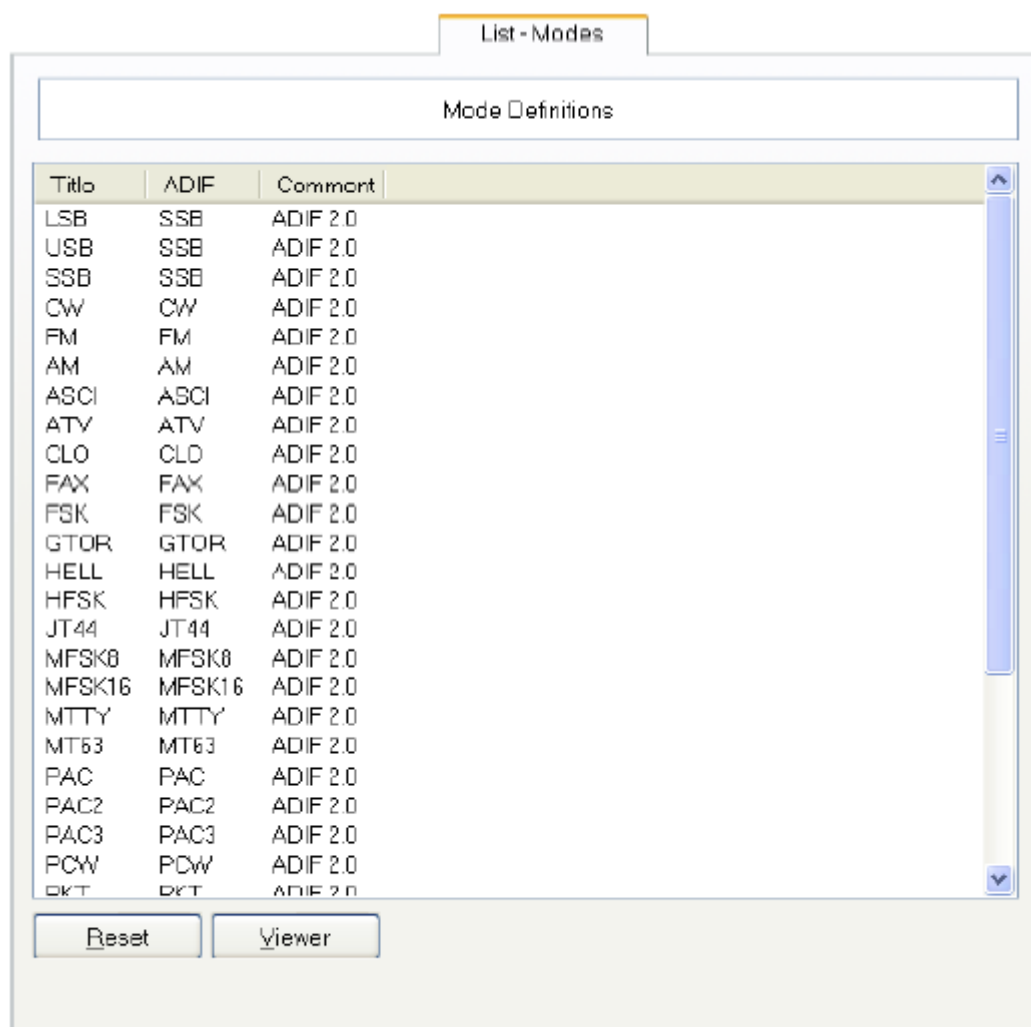 List - Modes
Mode Definitions
Title ADIF Comment
LSB SSB ADIF 2.0
USB SSB ADIF 2.0
SSB SSB ADIF 2.0
CW CW ADIF 2.0
FM FM ADIF 2.0
AM AM ADIF 2.0
ASCI ASCI ADIF 2.0
ATV ATV ADIF 2.0
CLO CLO ADIF 2.0
FAX FAX ADIF 2.0
FSK FSK ADIF 2.0
GTOR GTOR ADIF 2.0
HELL HELL ADIF 2.0
HFSK HFSK ADIF 2.0
JT44 JT44 ADIF 2.0
MFSK8 MFSK8 ADIF 2.0
MFSK16 MFSK16 ADIF 2.0
MTTY MTTY ADIF 2.0
MT63 MT63 ADIF 2.0
PAC PAC ADIF 2.0
PAC2 PAC2 ADIF 2.0
PAC3 PAC3 ADIF 2.0
PCW PCW ADIF 2.0
PKT PKT ADIF 2.0
Reset Viewer